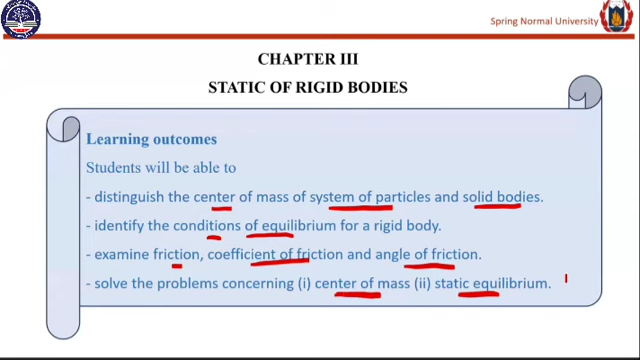 Spring Normal University
CHAPTER III
STATIC OF RIGID BODIES
Learning outcomes
Students will be able to
- distinguish the center of mass of system of particles and solid bodies.
- identify the conditions of equilibrium for a rigid body.
- examine friction, coefficient of friction and angle of friction.
- solve the problems concerning (i) center of mass (ii) static equilibrium.